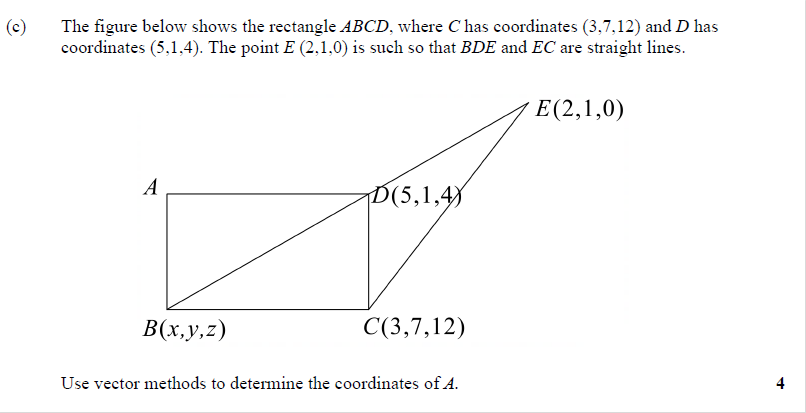 (c) The figure below shows the rectangle ABCD, where C has coordinates (3,7,12) and D has
coordinates (5,1,4). The point E (2,1,0) is such so that BDE and EC are straight lines.
E(2,1,0)
A
D(5,1,4)
B(x,y,z)
C(3,7,12)
Use vector methods to determine the coordinates of A. 4